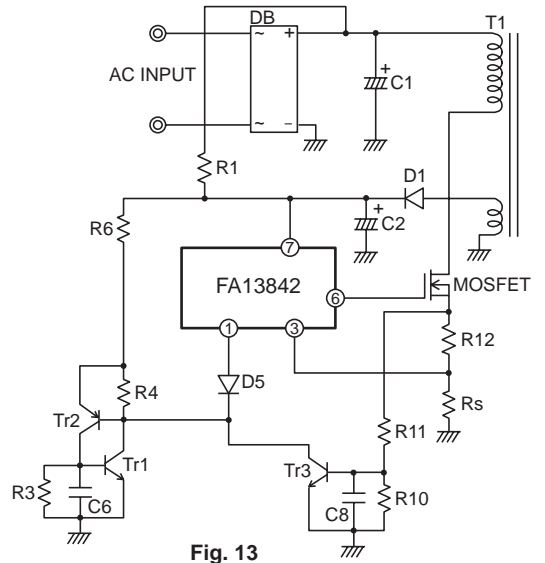 DB
T1
~
+
AC INPUT
+
C1
~
−
R1
D1
R6
+
C2
7
FA13842
6
MOSFET
1
3
R12
D5
R4
Rs
Tr2
R11
Tr1
Tr3
R3
C6
C8
R10
Fig. 13